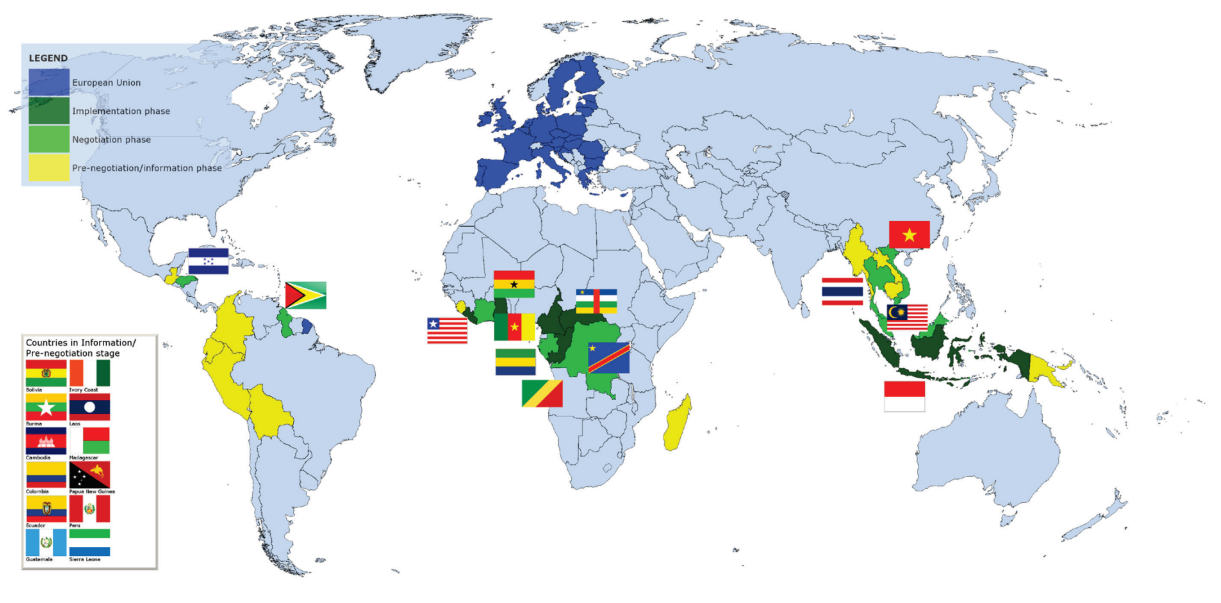 LEGEND
European Union
Implementation phase
Negotiation phase
Pre-negotiation/information phase
Countries in Information/
Pre-negotiation stage
Bolivia Ivory Coast
Burma Laos
Cambodia Madagascar
Colombia Papua New Guinea
Ecuador Peru
Guatemala Sierra Leone